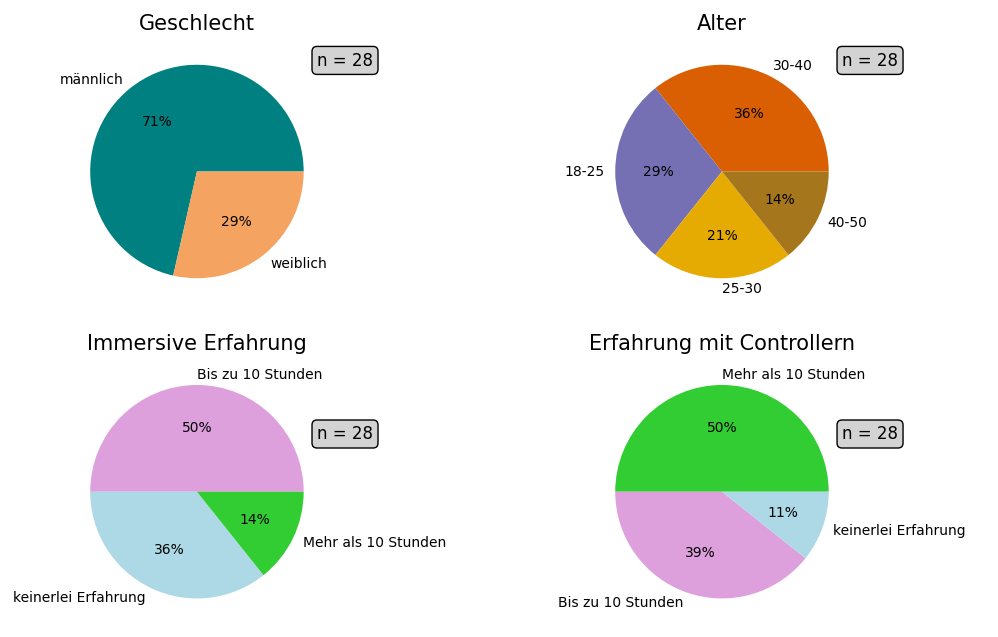 Geschlecht
n = 28
männlich
71%
29%
weiblich
Alter
n = 28
30-40
36%
18-25
29%
14%
40-50
21%
25-30
Immersive Erfahrung
Bis zu 10 Stunden
50%
n = 28
14%
Mehr als 10 Stunden
36%
keinerlei Erfahrung
Erfahrung mit Controllern
Mehr als 10 Stunden
50%
n = 28
11%
keinerlei Erfahrung
39%
Bis zu 10 Stunden